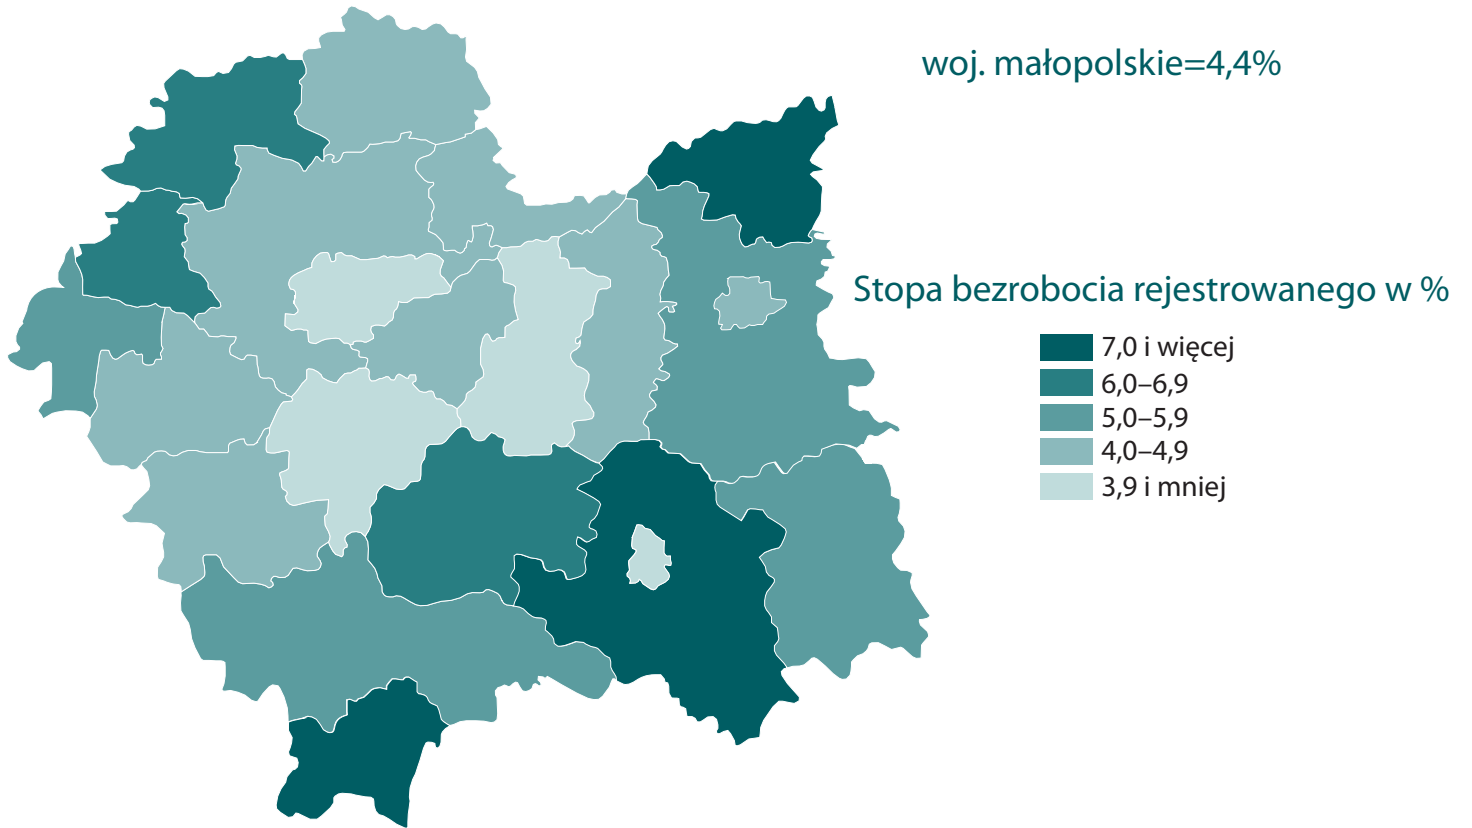 woj. małopolskie=4,4%
Stopa bezrobocia rejestrowanego w %
7,0 i więcej
6,0–6,9
5,0–5,9
4,0–4,9
3,9 i mniej